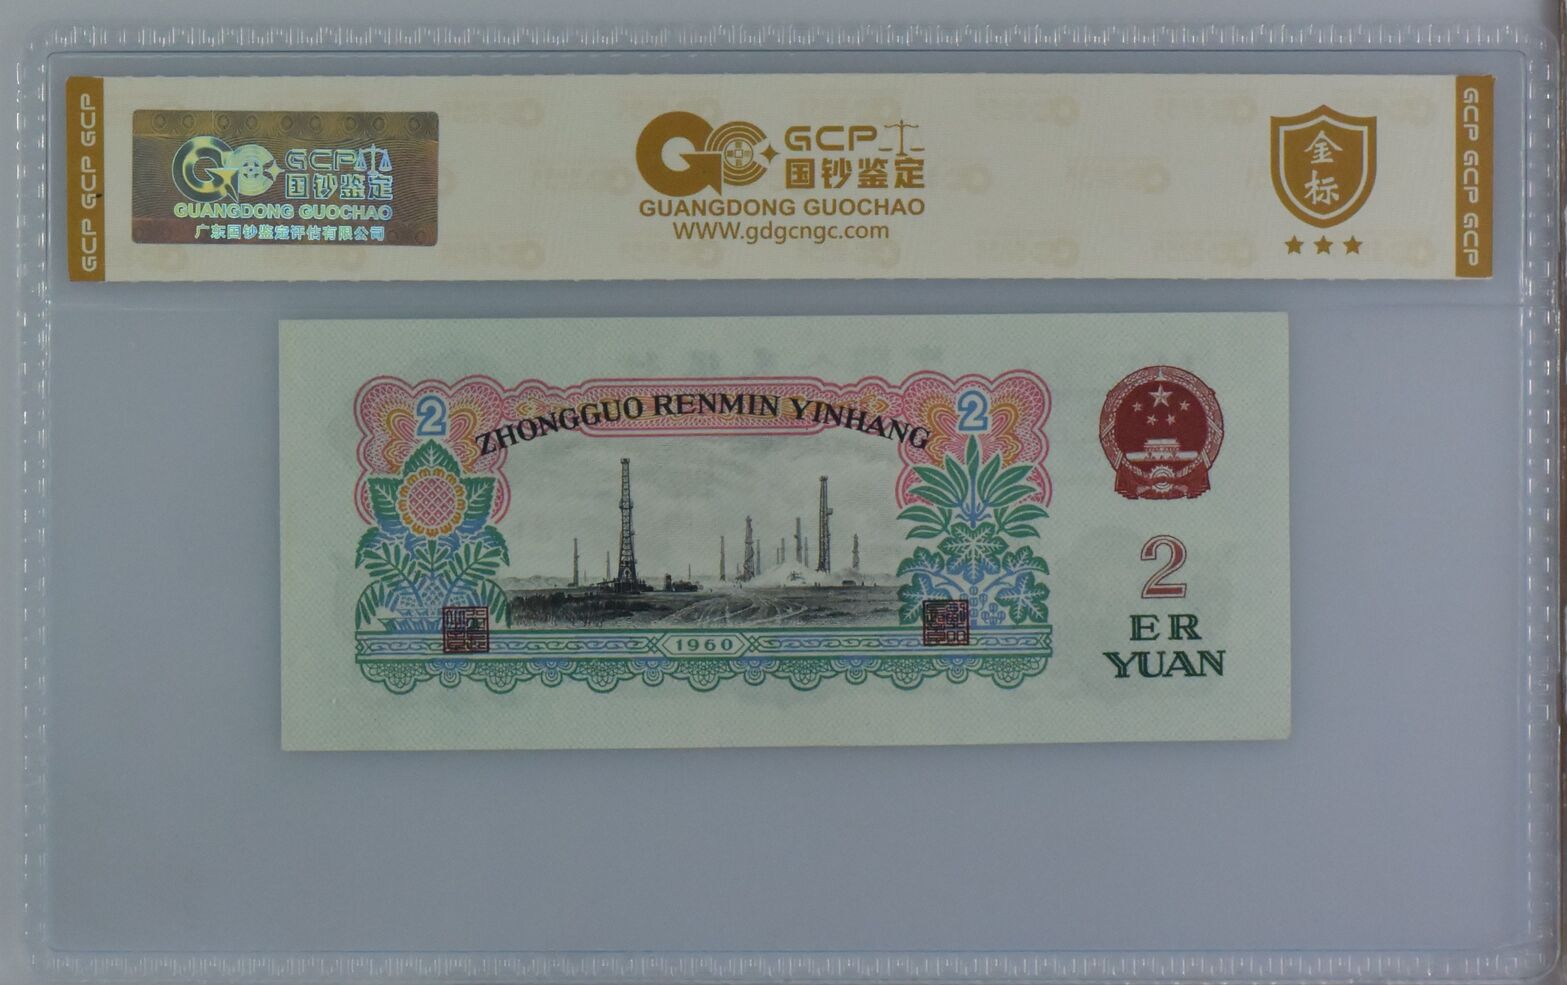 GCP GCP GCP
GCP
国钞鉴定
GUANGDONG GUOCHAO
广东国钞鉴定评估有限公司
GCP
国钞鉴定
GUANGDONG GUOCHAO
WWW.gdgcngc.com
金
标
GCP GCP GCP
2
2
ZHONGGUO RENMIN YINHANG
1960
2
ER
YUAN